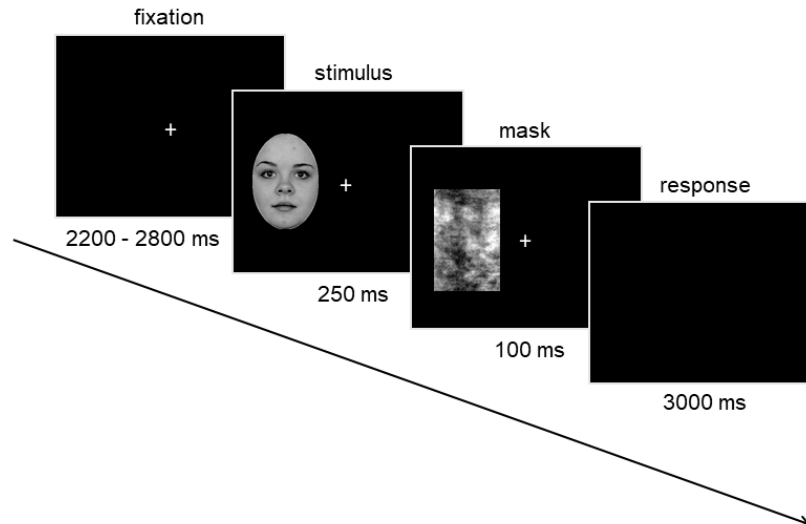 fixation
stimulus
mask
response
2200 - 2800 ms
250 ms
100 ms
3000 ms